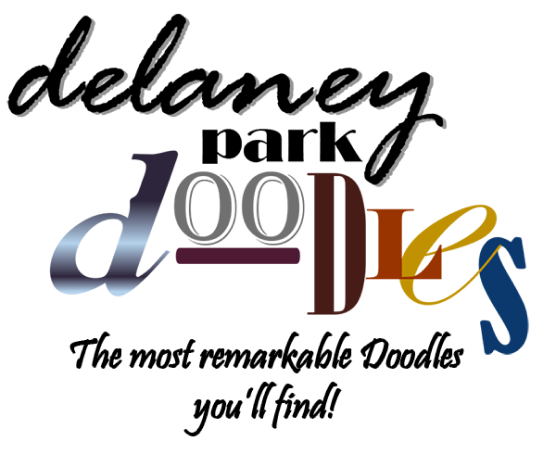 delaney
park
dOODLes
The most remarkable Doodles
you'll find!